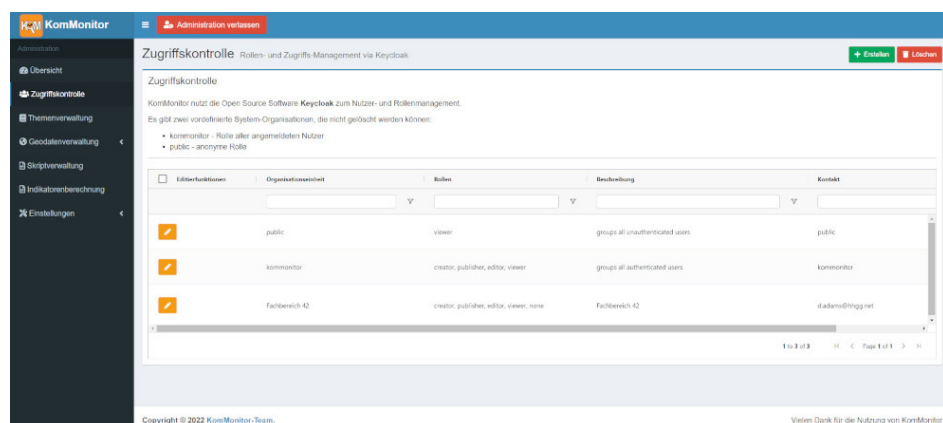 KomMonitor
Administration verlassen
Administration
Übersicht
Zugriffskontrolle
Themenverwaltung
Geodatenverwaltung
Skriptverwaltung
Indikatorenberechnung
Einstellungen
Zugriffskontrolle Rollen- und Zugriffs-Management via Keycloak
+ Erstellen Löschen
Zugriffskontrolle
KomMonitor nutzt die Open Source Software Keycloak zum Nutzer- und Rollenmanagement.
Es gibt zwei vordefinierte System-Organisationen, die nicht gelöscht werden können:
• kommonitor - Rolle aller angemeldeten Nutzer
• public - anonyme Rolle
Editierfunktionen Organisationseinheit Rollen Beschreibung Kontakt
public viewer groups all unauthenticated users public
kommonitor creator, publisher, editor, viewer groups all authenticated users kommonitor
Fachbereich 42 creator, publisher, editor, viewer, none Fachbereich 42 d.adams@hhgg.net
1 to 3 of 3 Page 1 of 1
Copyright © 2022 KomMonitor-Team. Vielen Dank für die Nutzung von KomMonitor